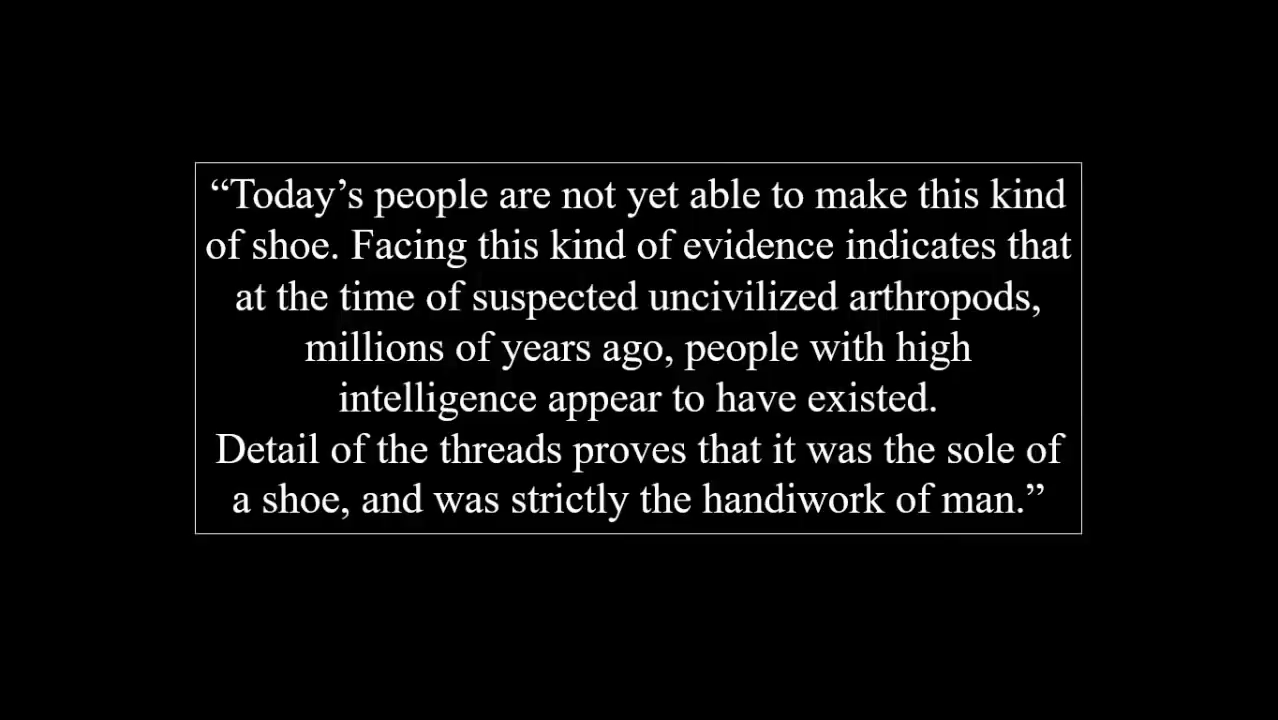 “Today’s people are not yet able to make this kind
of shoe. Facing this kind of evidence indicates that
at the time of suspected uncivilized arthropods,
millions of years ago, people with high
intelligence appear to have existed.
Detail of the threads proves that it was the sole of
a shoe, and was strictly the handiwork of man.”